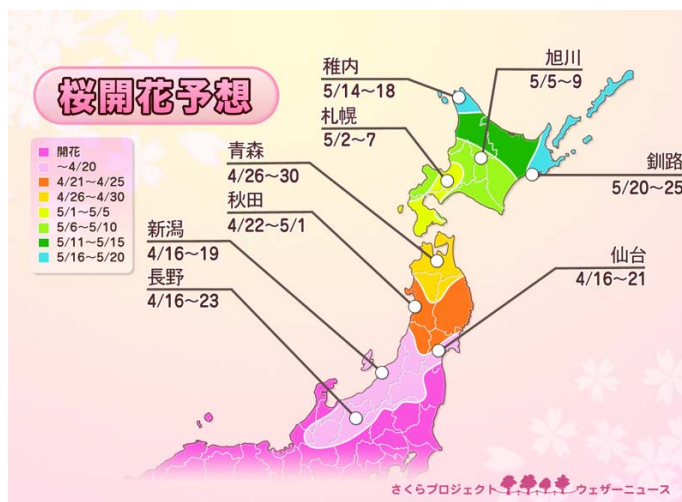 桜開花予想
開花
～4/20
4/21～4/25
4/26～4/30
5/1～5/5
5/6～5/10
5/11～5/15
5/16～5/20
稚内
5/14～18
旭川
5/5～9
札幌
5/2～7
釧路
5/20～25
青森
4/26～30
秋田
4/22～5/1
新潟
4/16～19
長野
4/16～23
仙台
4/16～21
さくらプロジェクト ウェザーニュース